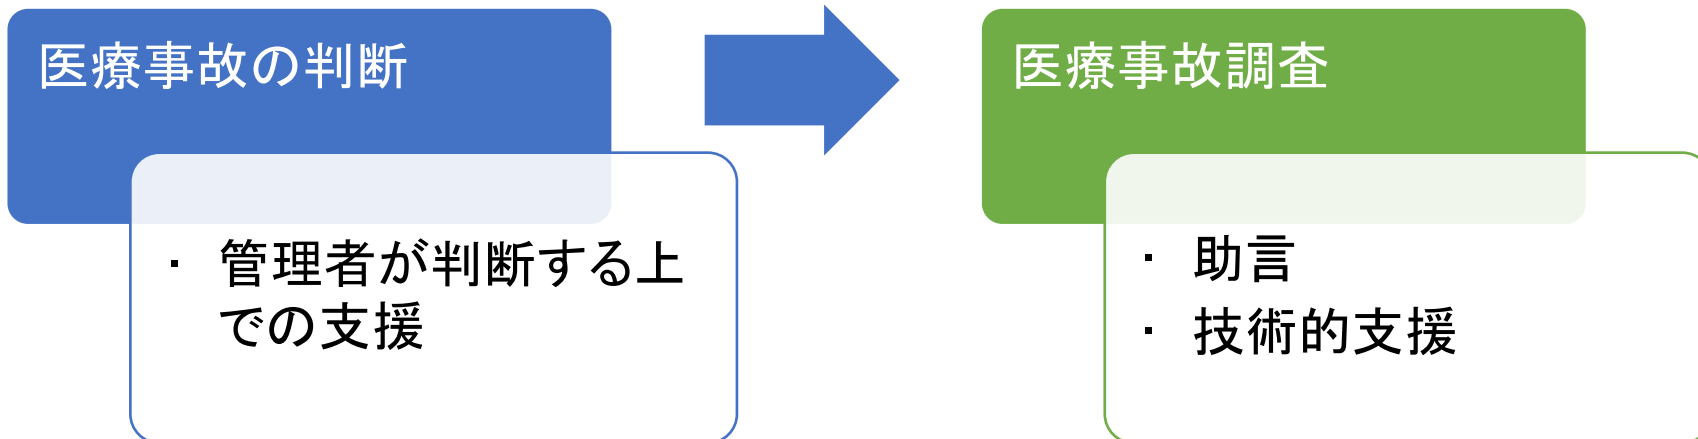 医療事故の判断
・ 管理者が判断する上
での支援
医療事故調査
・ 助言
・ 技術的支援